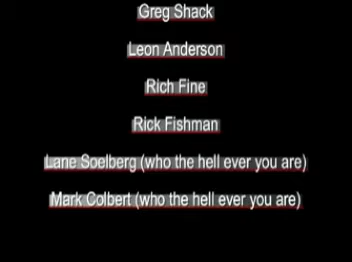 Greg Shack
Leon Anderson
Rich Fine
Rick Fishman
Lane Soelberg (who the hell ever you are)
Mark Colbert (who the hell ever you are)